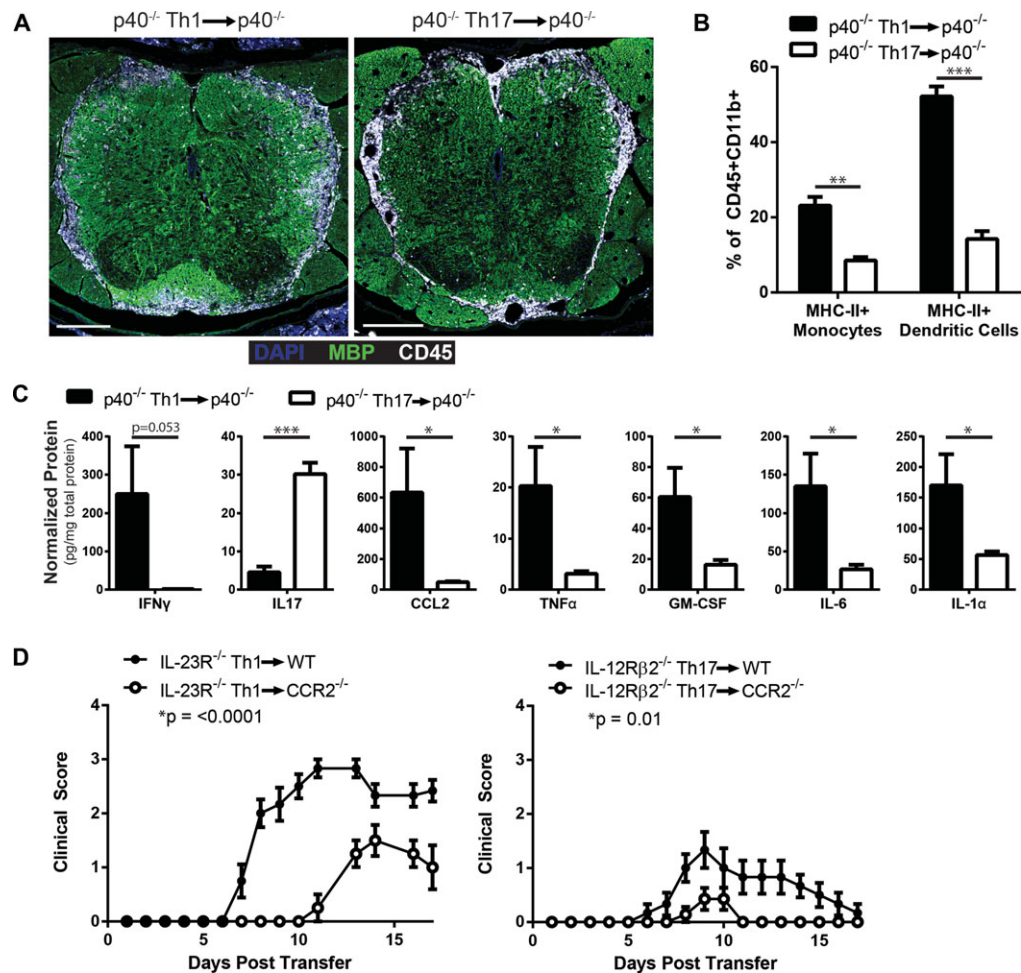 A
p40-/- Th1→p40-/-
p40-/- Th17→p40-/-
DAPI MBP CD45
B
p40-/- Th1→p40-/-
p40-/- Th17→p40-/-
% of CD45+CD11b+
60
40
20
0
**
***
MHC-II+
Monocytes
MHC-II+
Dendritic Cells
C
p40-/- Th1→p40-/-
p40-/- Th17→p40-/-
Normalized Protein
(pg/mg total protein)
400
300
200
100
0
p=0.053
IFNγ
40
30
20
10
0
***
IL17
1000
800
600
400
200
0
*
CCL2
30
20
10
0
*
TNFα
100
80
60
40
20
0
*
GM-CSF
200
150
100
50
0
*
IL-6
250
200
150
100
50
0
*
IL-1α
D
IL-23R-/- Th1→WT
IL-23R-/- Th1→CCR2-/-
*p = <0.0001
Clinical Score
4
3
2
1
0
0 5 10 15
Days Post Transfer
IL-12Rβ2-/- Th17→WT
IL-12Rβ2-/- Th17→CCR2-/-
*p = 0.01
Clinical Score
4
3
2
1
0
0 5 10 15
Days Post Transfer